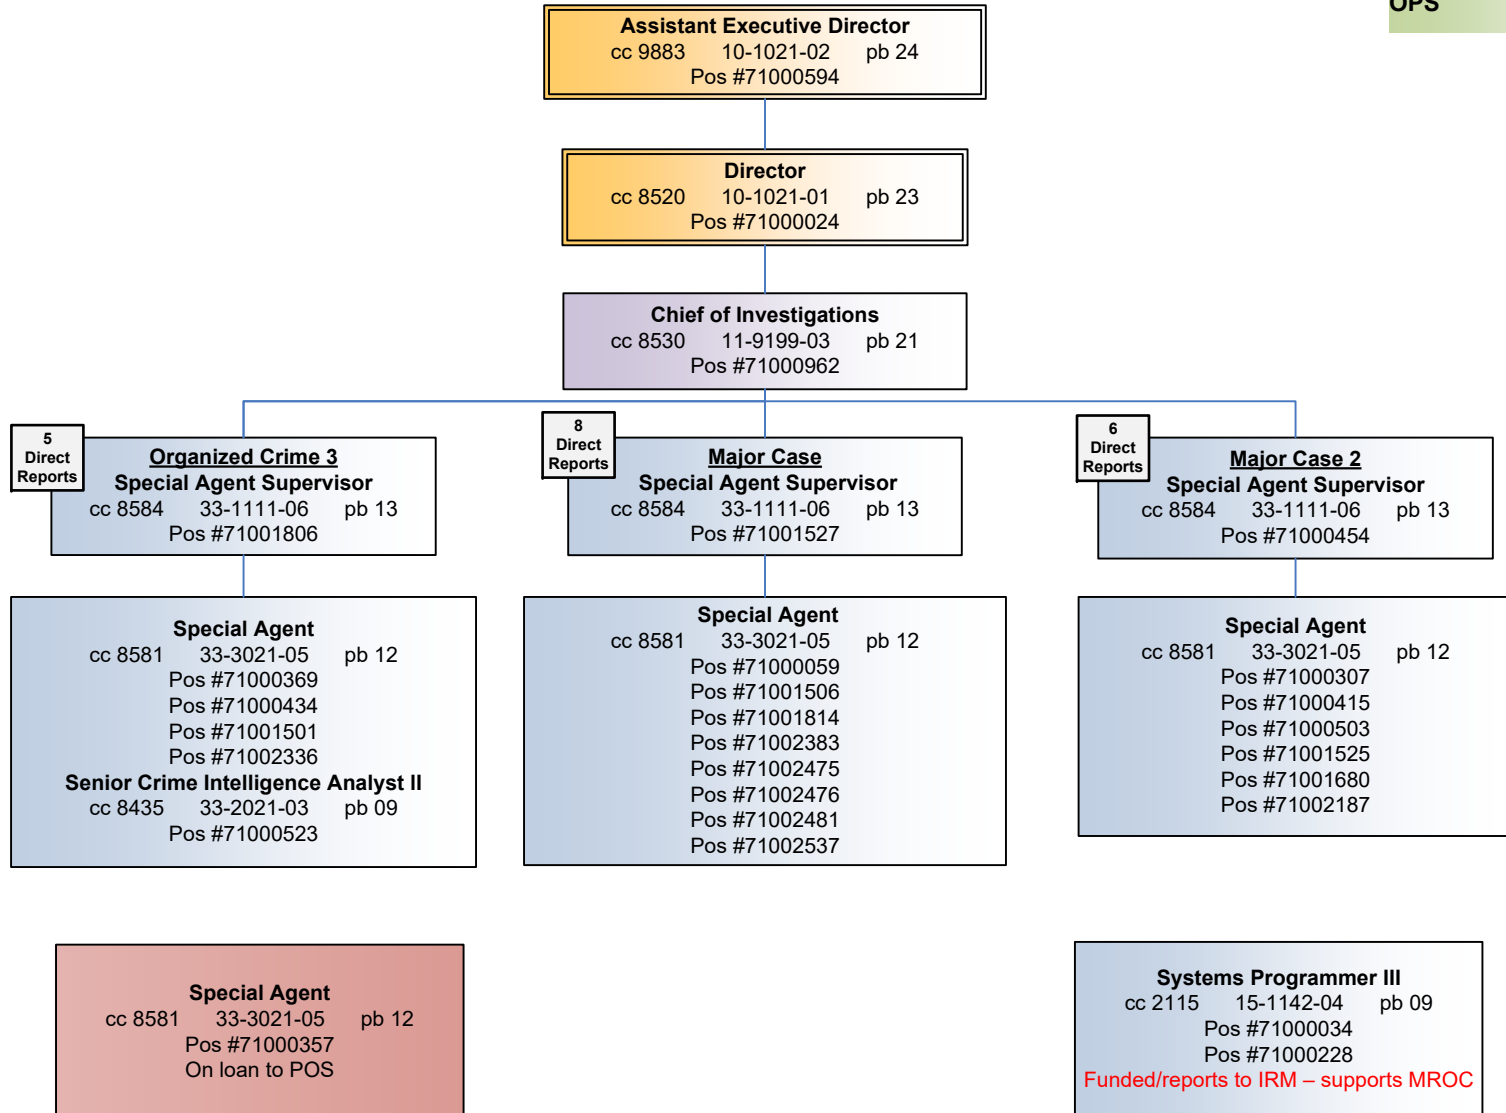 OPS
Assistant Executive Director
cc 9883 10-1021-02 pb 24
Pos #71000594
Director
cc 8520 10-1021-01 pb 23
Pos #71000024
Chief of Investigations
cc 8530 11-9199-03 pb 21
Pos #71000962
5
Direct
Reports
Organized Crime 3
Special Agent Supervisor
cc 8584 33-1111-06 pb 13
Pos #71001806
8
Direct
Reports
Major Case
Special Agent Supervisor
cc 8584 33-1111-06 pb 13
Pos #71001527
6
Direct
Reports
Major Case 2
Special Agent Supervisor
cc 8584 33-1111-06 pb 13
Pos #71000454
Special Agent
cc 8581 33-3021-05 pb 12
Pos #71000369
Pos #71000434
Pos #71001501
Pos #71002336
Senior Crime Intelligence Analyst II
cc 8435 33-2021-03 pb 09
Pos #71000523
Special Agent
cc 8581 33-3021-05 pb 12
Pos #71000059
Pos #71001506
Pos #71001814
Pos #71002383
Pos #71002475
Pos #71002476
Pos #71002481
Pos #71002537
Special Agent
cc 8581 33-3021-05 pb 12
Pos #71000307
Pos #71000415
Pos #71000503
Pos #71001525
Pos #71001680
Pos #71002187
Special Agent
cc 8581 33-3021-05 pb 12
Pos #71000357
On loan to POS
Systems Programmer III
cc 2115 15-1142-04 pb 09
Pos #71000034
Pos #71000228
Funded/reports to IRM – supports MROC